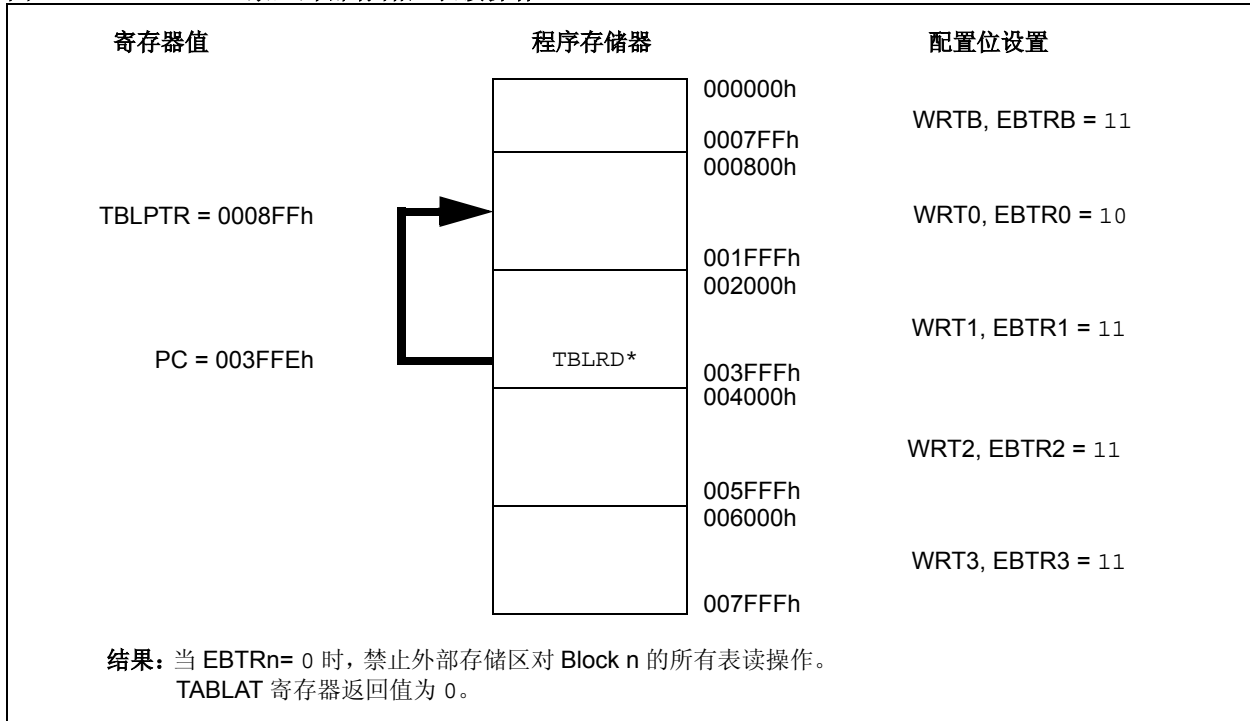 寄存器值 程序存储器 配置位设置
000000h
WRTB, EBTRB = 11
0007FFh
000800h
TBLPTR = 0008FFh WRT0, EBTR0 = 10
001FFFh
002000h
WRT1, EBTR1 = 11
PC = 003FFEh TBLRD*
003FFFh
004000h
WRT2, EBTR2 = 11
005FFFh
006000h
WRT3, EBTR3 = 11
007FFFh
结果: 当 EBTRn= 0 时, 禁止外部存储区对 Block n 的所有表读操作。
TABLAT 寄存器返回值为 0。